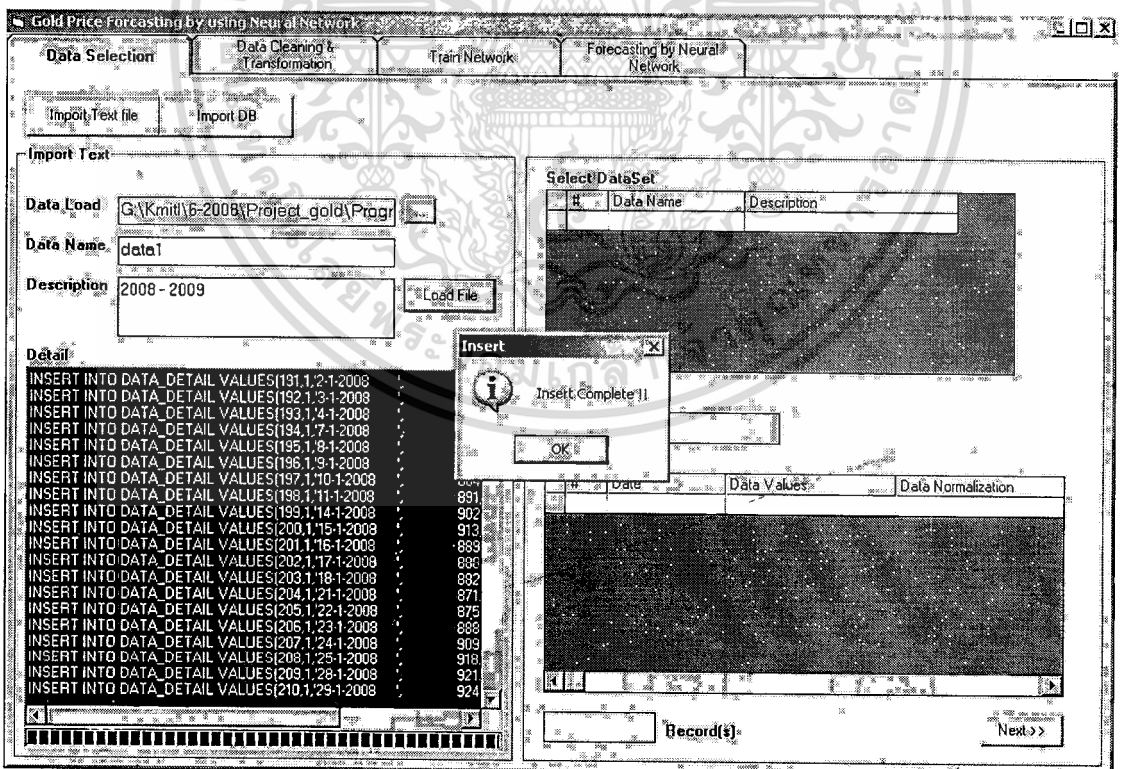 Gold Price Forcasting by using Neural Network
Data Selection
Data Cleaning &
Transformation
Train Network
Forecasting by Neural
Network
Import Text file
Import DB
Import Text
Data Load
G:\Kmitl\6-2008\Project_gold\Progr
...
Data Name
data1
Description
2008 - 2009
Load File
Detail
INSERT INTO DATA_DETAIL VALUES(191,1,'2-1-2008 ',
INSERT INTO DATA_DETAIL VALUES(192,1,'3-1-2008 ',
INSERT INTO DATA_DETAIL VALUES(193,1,'4-1-2008 ',
INSERT INTO DATA_DETAIL VALUES(194,1,'7-1-2008 ',
INSERT INTO DATA_DETAIL VALUES(195,1,'8-1-2008 ',
INSERT INTO DATA_DETAIL VALUES(196,1,'9-1-2008 ',
INSERT INTO DATA_DETAIL VALUES(197,1,'10-1-2008 ',
INSERT INTO DATA_DETAIL VALUES(198,1,'11-1-2008 ', 891.
INSERT INTO DATA_DETAIL VALUES(199,1,'14-1-2008 ', 902
INSERT INTO DATA_DETAIL VALUES(200,1,'15-1-2008 ', 913
INSERT INTO DATA_DETAIL VALUES(201,1,'16-1-2008 ', 889
INSERT INTO DATA_DETAIL VALUES(202,1,'17-1-2008 ', 880
INSERT INTO DATA_DETAIL VALUES(203,1,'18-1-2008 ', 882
INSERT INTO DATA_DETAIL VALUES(204,1,'21-1-2008 ', 871
INSERT INTO DATA_DETAIL VALUES(205,1,'22-1-2008 ', 875
INSERT INTO DATA_DETAIL VALUES(206,1,'23-1-2008 ', 888
INSERT INTO DATA_DETAIL VALUES(207,1,'24-1-2008 ', 909
INSERT INTO DATA_DETAIL VALUES(208,1,'25-1-2008 ', 918.
INSERT INTO DATA_DETAIL VALUES(209,1,'28-1-2008 ', 921
INSERT INTO DATA_DETAIL VALUES(210,1,'29-1-2008 ', 924
Select DataSet
# Data Name Description
Insert
Insert Complete !!
OK
# Date Data Values Data Normalization
Record(s)
Next >>